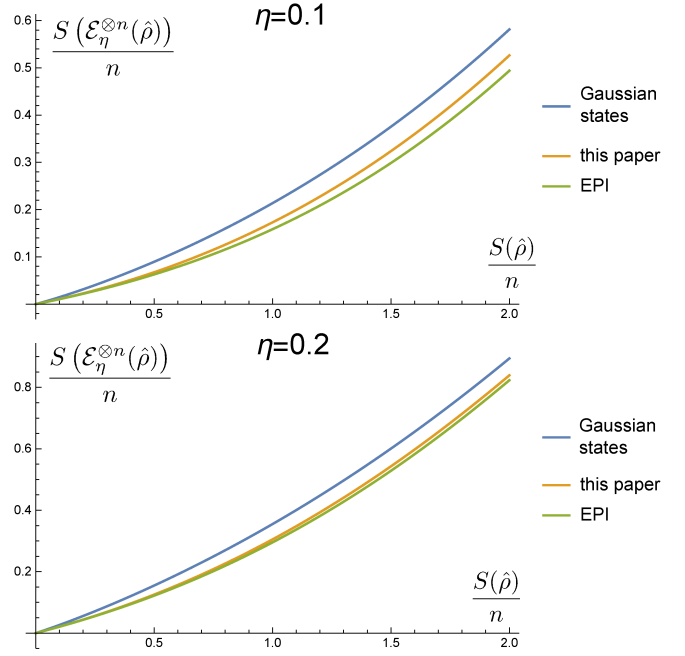 η=0.1
S(ℰ_η^{⊗n}(ρ̂))
n
0.6
0.5
0.4
0.3
0.2
0.1
0.5
1.0
1.5
2.0
S(ρ̂)
n
Gaussian
states
this paper
EPI
η=0.2
S(ℰ_η^{⊗n}(ρ̂))
n
0.8
0.6
0.4
0.2
0.5
1.0
1.5
2.0
S(ρ̂)
n
Gaussian
states
this paper
EPI